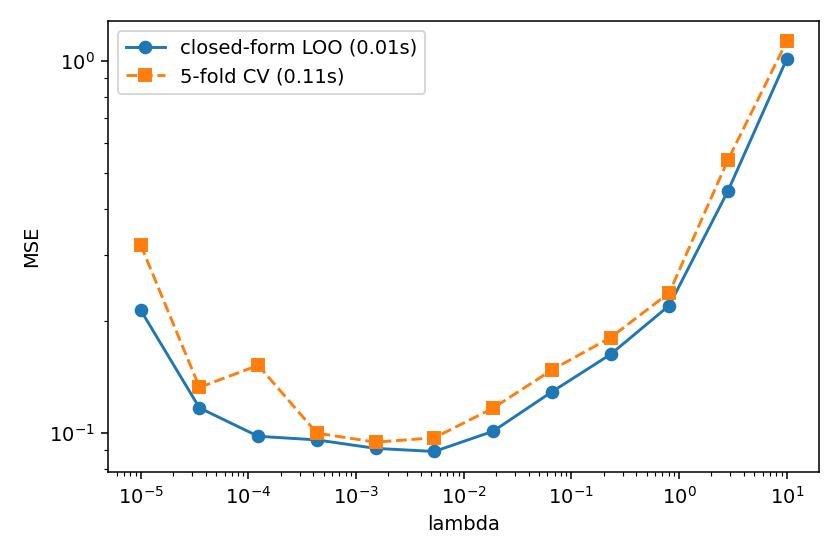 closed-form LOO (0.01s)
5-fold CV (0.11s)
10⁰
10⁻¹
MSE
10⁻⁵ 10⁻⁴ 10⁻³ 10⁻² 10⁻¹ 10⁰ 10¹
lambda